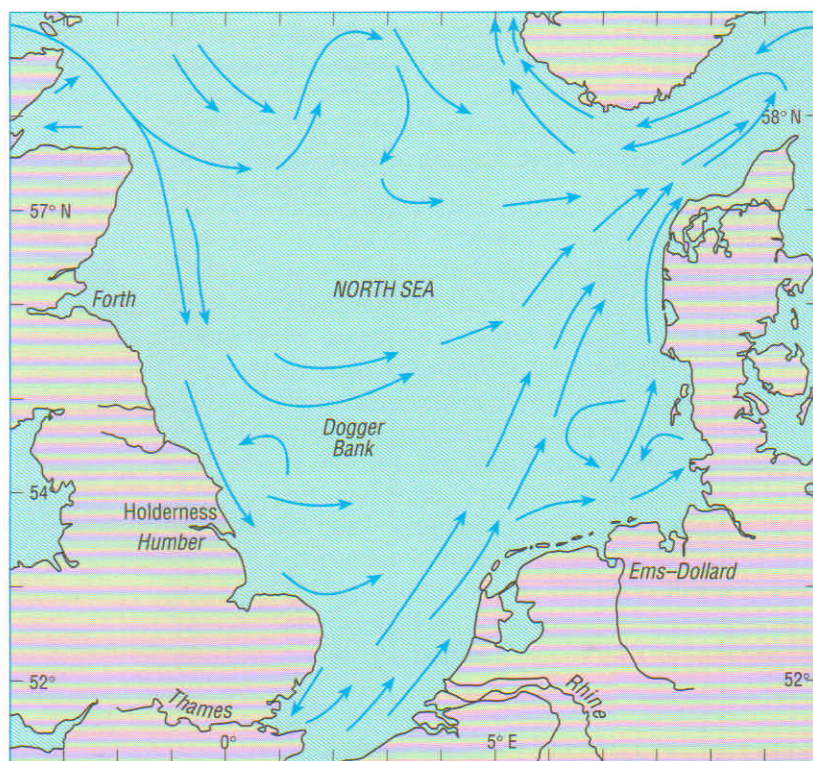 58° N
57° N
Forth
NORTH SEA
Dogger
Bank
54°
Holderness
Humber
Ems–Dollard
52°
52°
Thames
Rhine
0°
5° E